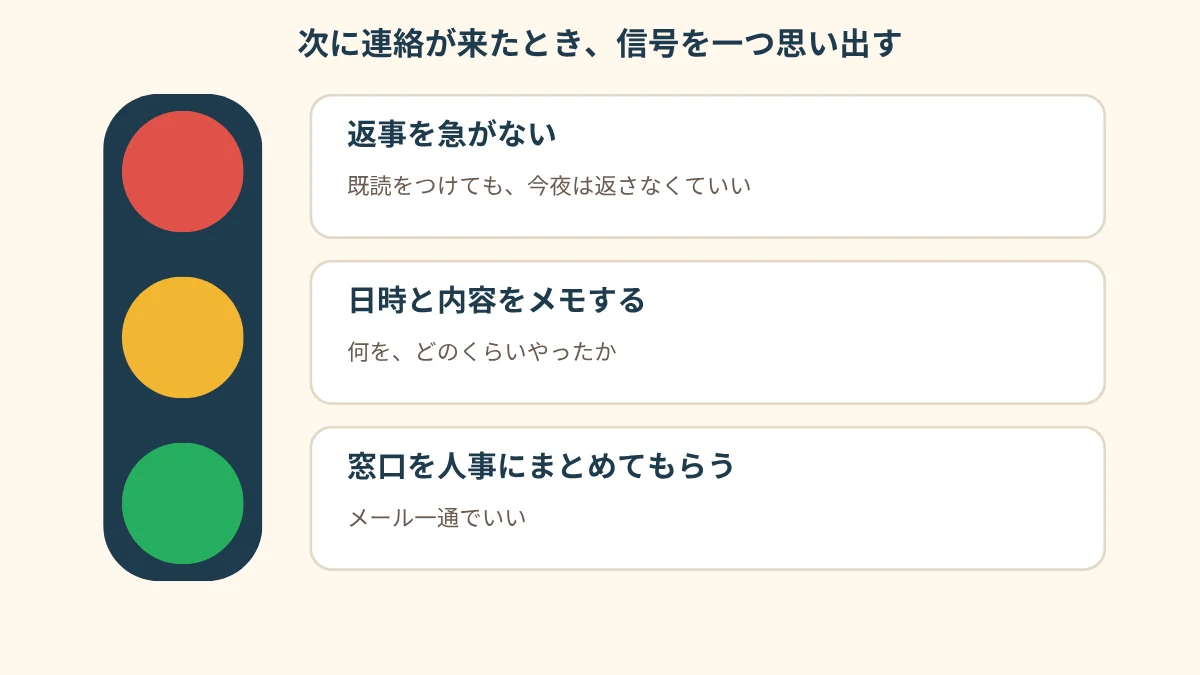 次に連絡が来たとき、信号を一つ思い出す
返事を急がない
既読をつけても、今夜は返さなくていい
日時と内容をメモする
何を、どのくらいやったか
窓口を人事にまとめてもらう
メール一通でいい